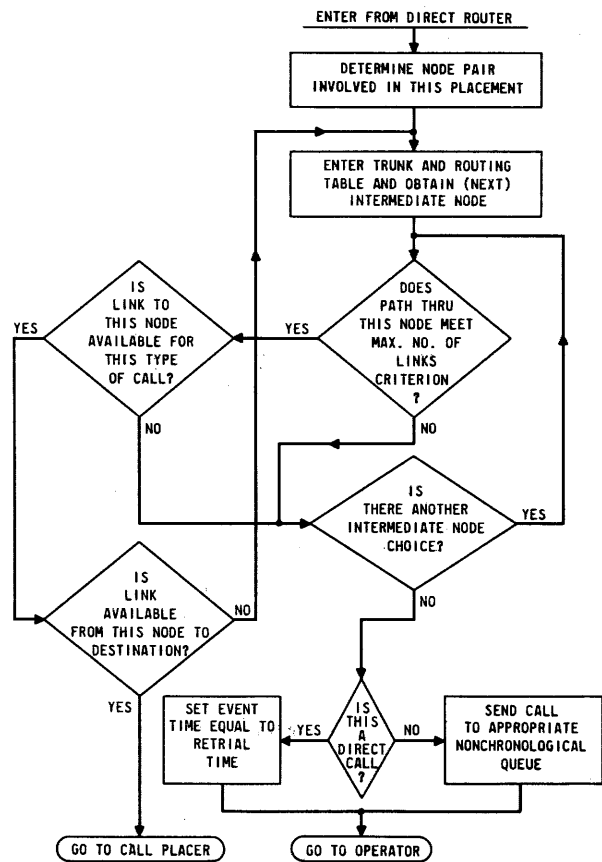 ENTER FROM DIRECT ROUTER
DETERMINE NODE PAIR
INVOLVED IN THIS PLACEMENT
ENTER TRUNK AND ROUTING
TABLE AND OBTAIN (NEXT)
INTERMEDIATE NODE
DOES
PATH THRU
THIS NODE MEET
MAX. NO. OF
LINKS
CRITERION
?
YES
NO
IS
LINK TO
THIS NODE
AVAILABLE FOR
THIS TYPE
OF CALL?
YES
NO
IS
THERE ANOTHER
INTERMEDIATE NODE
CHOICE?
YES
NO
IS
LINK
AVAILABLE
FROM THIS NODE TO
DESTINATION?
NO
YES
IS
THIS
A
DIRECT
CALL
?
YES
NO
SET EVENT
TIME EQUAL TO
RETRIAL
TIME
SEND CALL
TO APPROPRIATE
NONCHRONOLOGICAL
QUEUE
GO TO CALL PLACER
GO TO OPERATOR